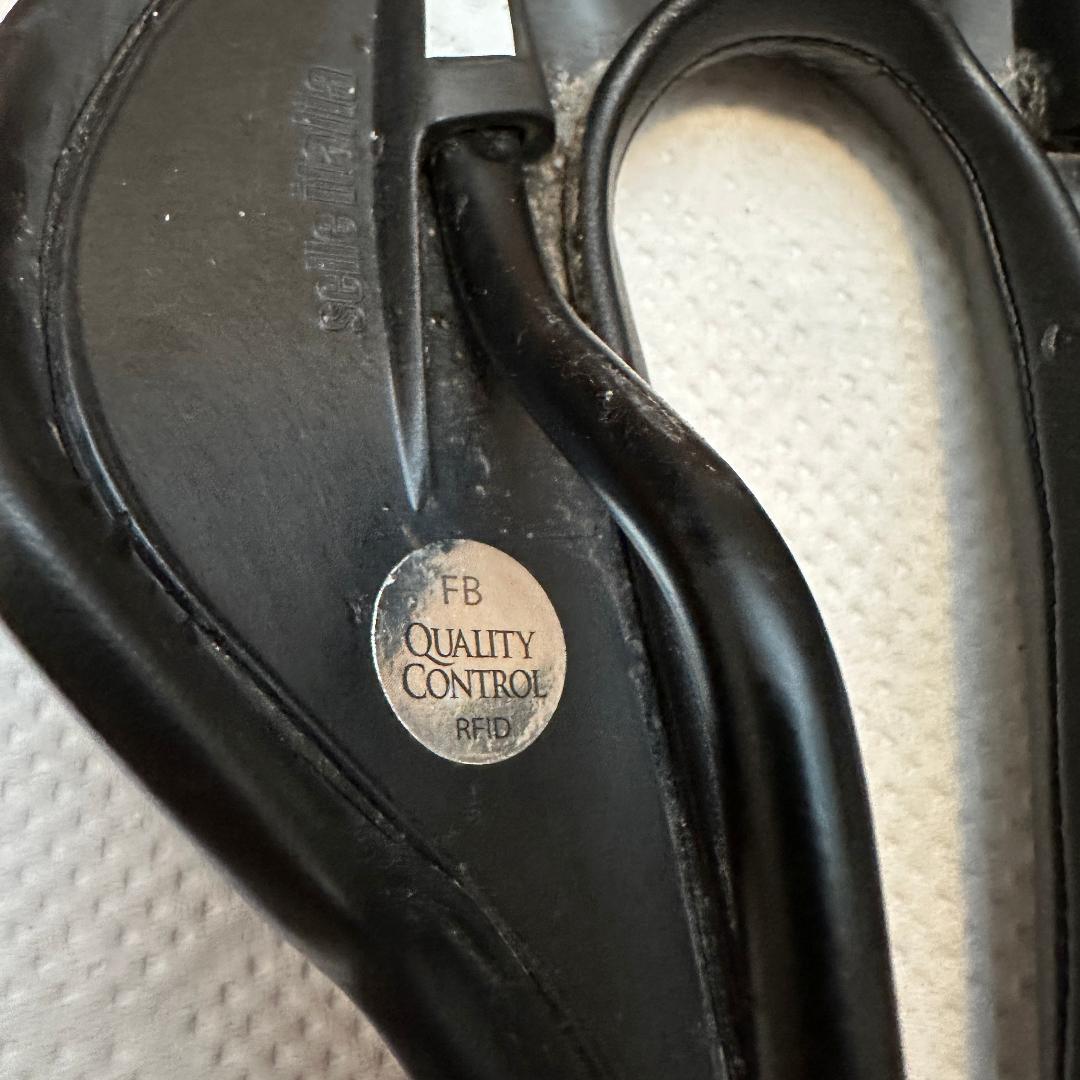 selle ITALIA
FB
QUALITY
CONTROL
RFID